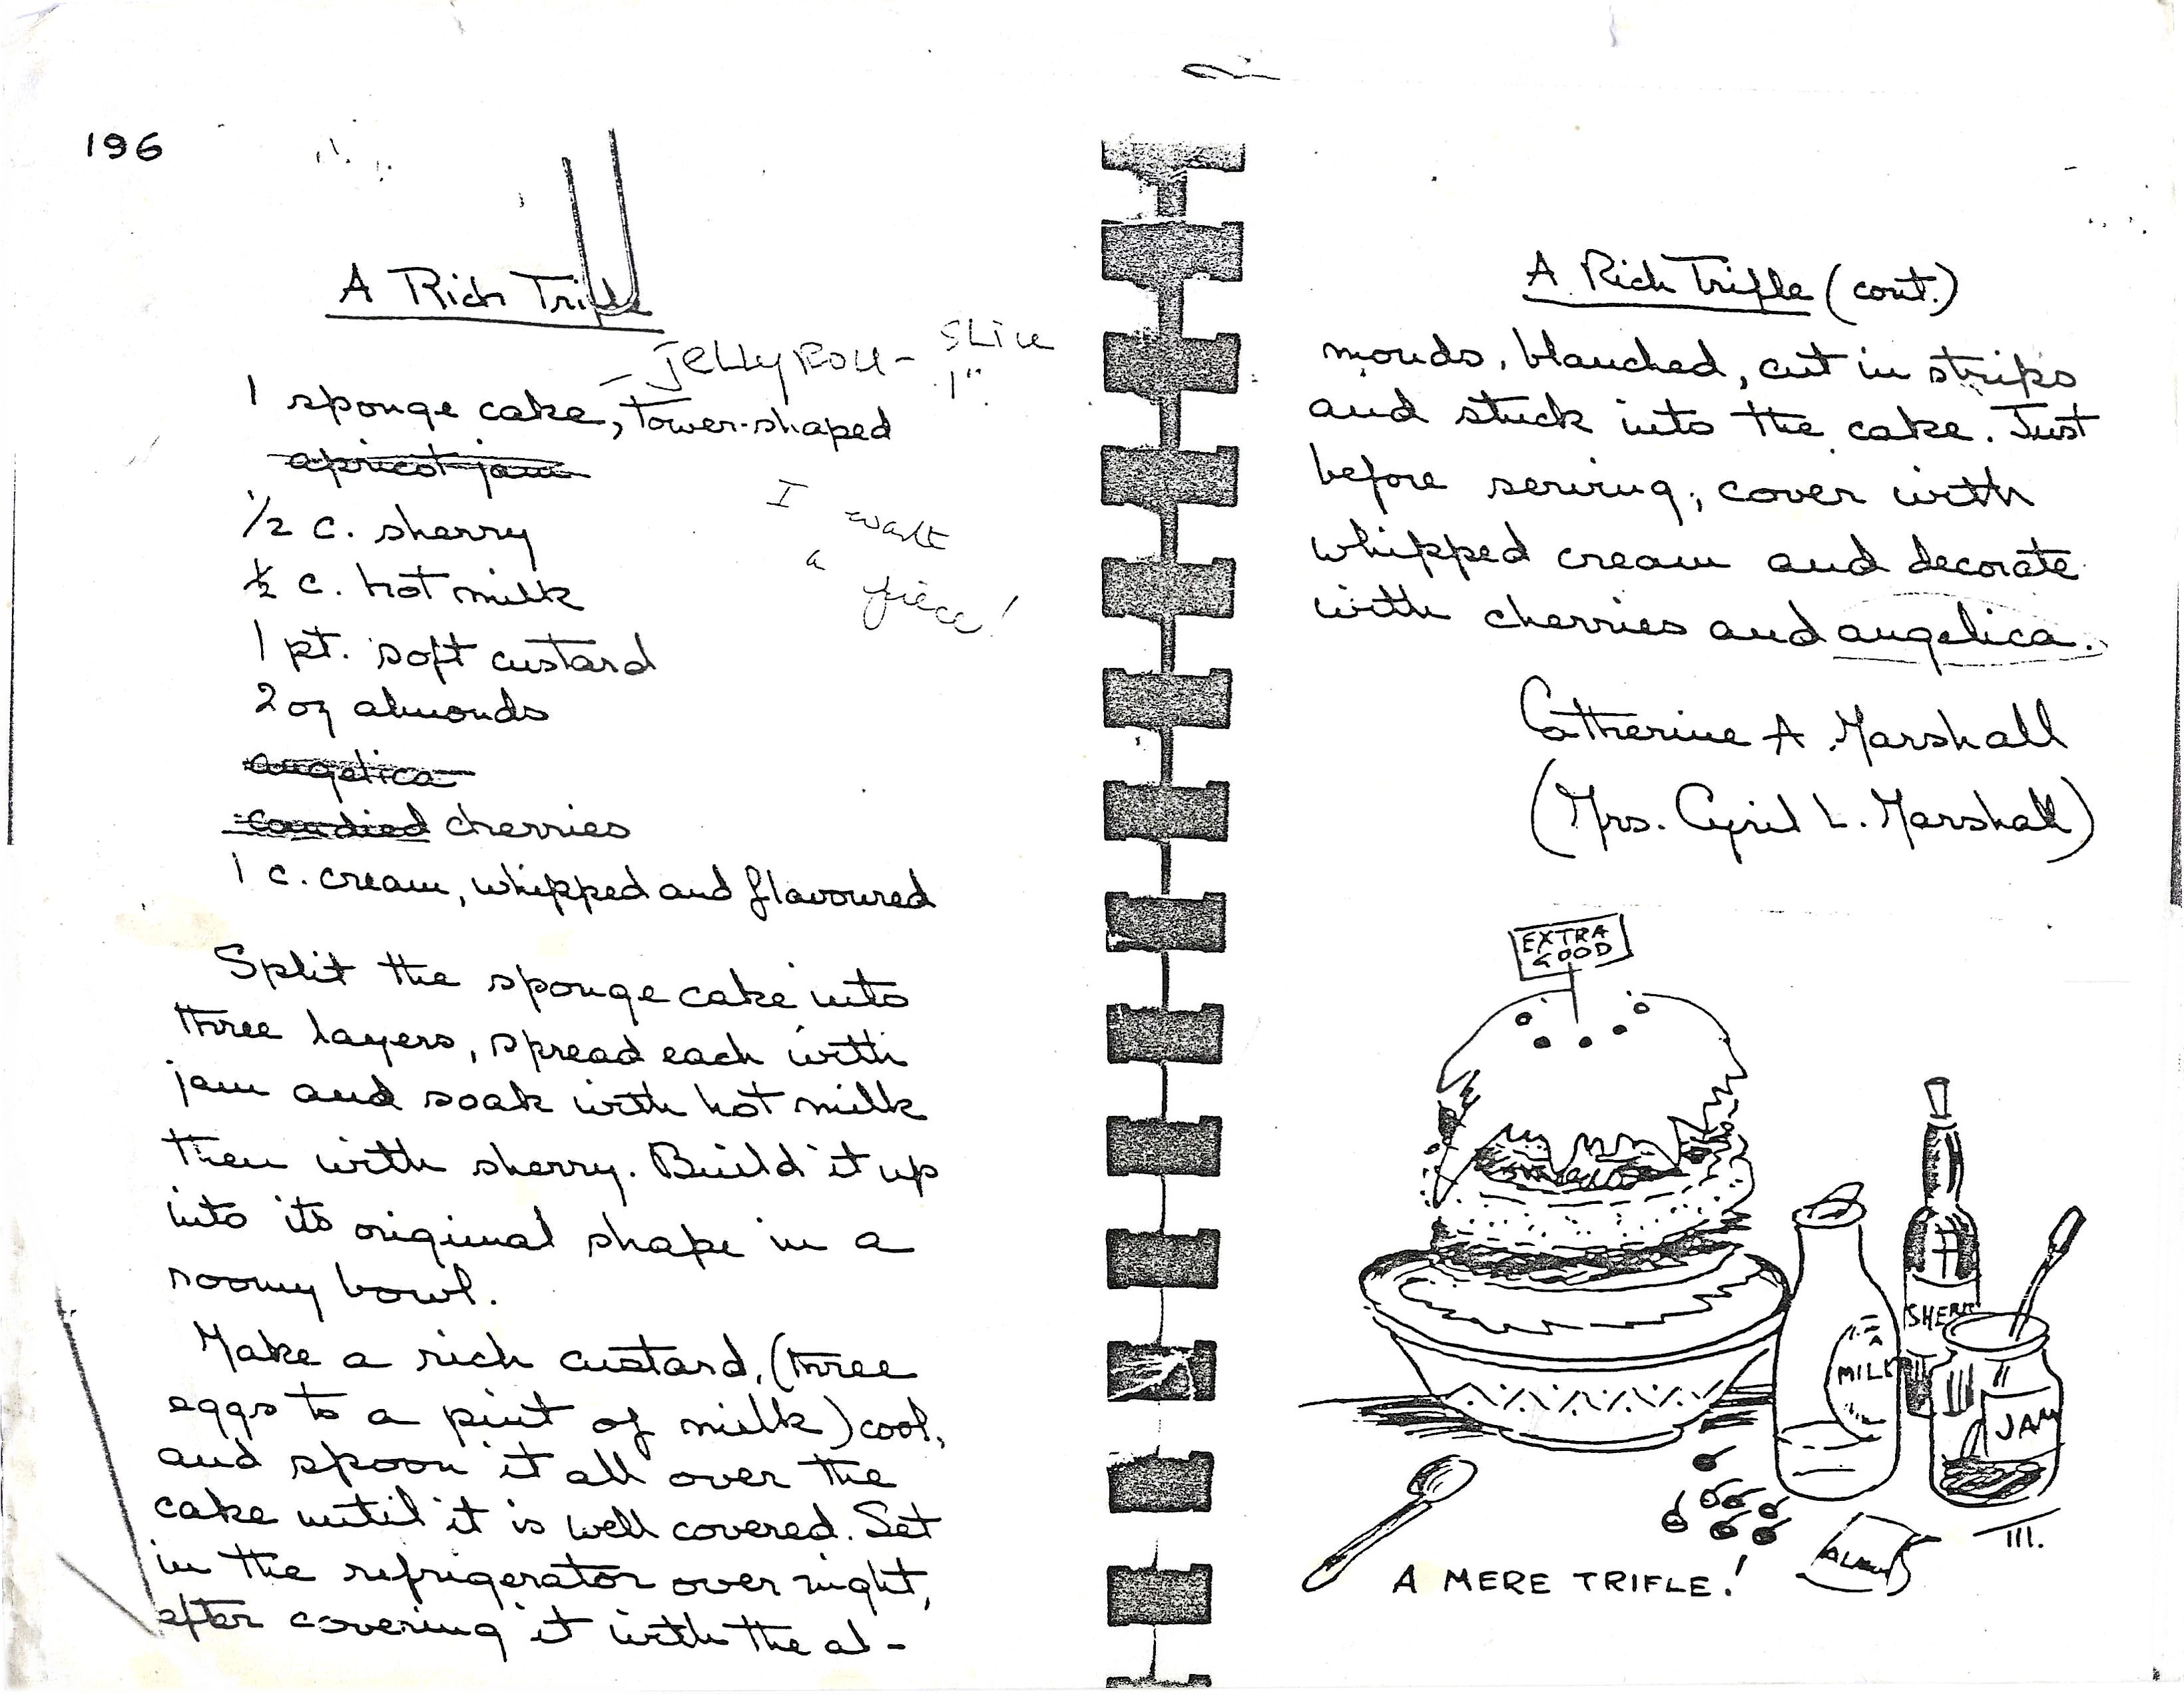 196
A Rich Trifle
- Jelly Roll - Slice
1"
1 sponge cake, tower-shaped
apricot jam
1/2 c. sherry
1/2 c. hot milk
1 pt. soft custard
2 oz almonds
angelica
candied cherries
1 c. cream, whipped and flavoured
I want
a
piece!
Split the sponge cake into
three layers, spread each with
jam and soak with hot milk
then with sherry. Build it up
into its original shape in a
roomy bowl.
Make a rich custard, (three
eggs to a pint of milk) cool,
and spoon it all over the
cake until it is well covered. Set
in the refrigerator over night,
after covering it with the al-
A Rich Trifle (cont.)
monds, blanched, cut in strips
and stuck into the cake. Just
before serving, cover with
whipped cream and decorate
with cherries and angelica.
Catherine A. Marshall
(Mrs. Cyril L. Marshall)
EXTRA
GOOD
SHERR
MILK
JAM
ALM
111.
A MERE TRIFLE!